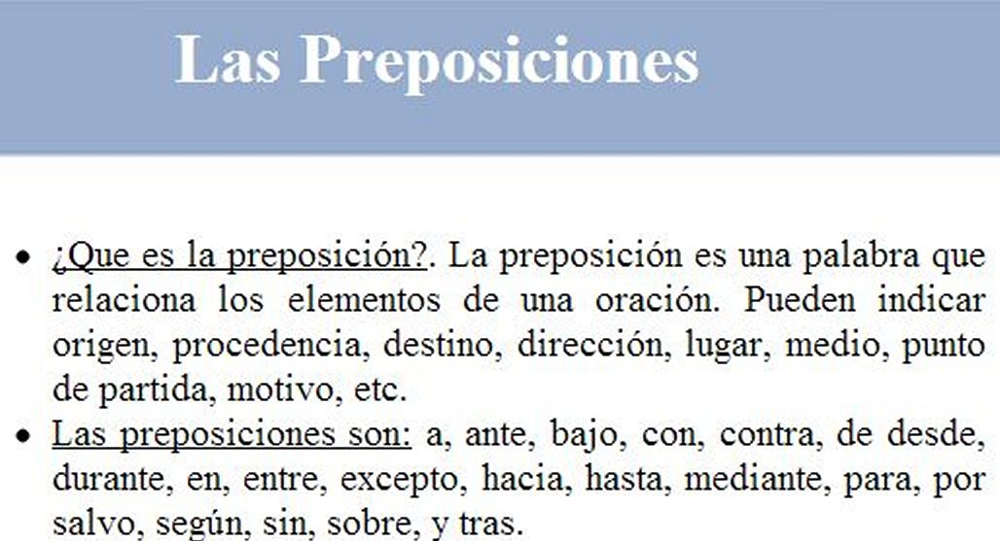 Las Preposiciones
¿Que es la preposición?. La preposición es una palabra que
relaciona los elementos de una oración. Pueden indicar
origen, procedencia, destino, dirección, lugar, medio, punto
de partida, motivo, etc.
Las preposiciones son: a, ante, bajo, con, contra, de desde,
durante, en, entre, excepto, hacia, hasta, mediante, para, por
salvo, según, sin, sobre, y tras.